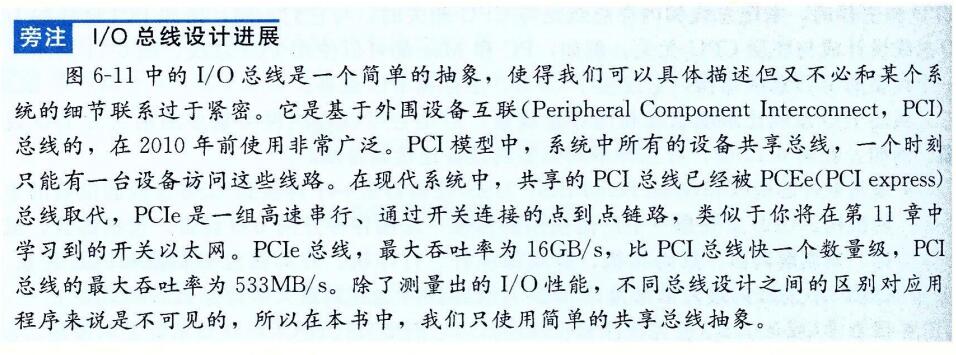 旁注 I/O 总线设计进展
图 6-11 中的 I/O 总线是一个简单的抽象，使得我们可以具体描述但又不必和某个系
统的细节联系过于紧密。它是基于外围设备互联(Peripheral Component Interconnect，PCI)
总线的，在 2010 年前使用非常广泛。PCI 模型中，系统中所有的设备共享总线，一个时刻
只能有一台设备访问这些线路。在现代系统中，共享的 PCI 总线已经被 PCEe(PCI express)
总线取代，PCIe 是一组高速串行、通过开关连接的点到点链路，类似于你将在第 11 章中
学习到的开关以太网。PCIe 总线，最大吞吐率为 16GB/s，比 PCI 总线快一个数量级，PCI
总线的最大吞吐率为 533MB/s。除了测量出的 I/O 性能，不同总线设计之间的区别对应用
程序来说是不可见的，所以在本书中，我们只使用简单的共享总线抽象。